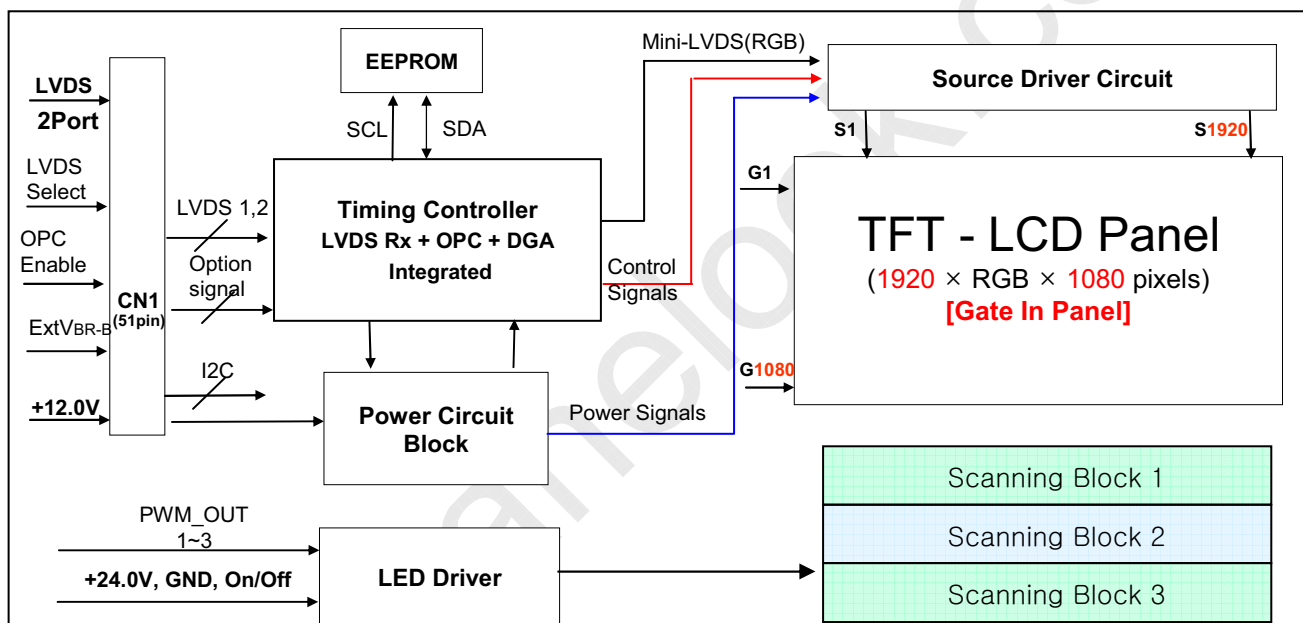 LVDS
2Port
LVDS
Select
OPC
Enable
ExtVBR-B
+12.0V
CN1
(51pin)
LVDS 1,2
Option
signal
I2C
EEPROM
SCL
SDA
Timing Controller
LVDS Rx + OPC + DGA
Integrated
Power Circuit
Block
Mini-LVDS(RGB)
Control
Signals
Power Signals
Source Driver Circuit
S1
S1920
G1
G1080
TFT - LCD Panel
(1920 × RGB × 1080 pixels)
[Gate In Panel]
PWM_OUT
1~3
+24.0V, GND, On/Off
LED Driver
Scanning Block 1
Scanning Block 2
Scanning Block 3